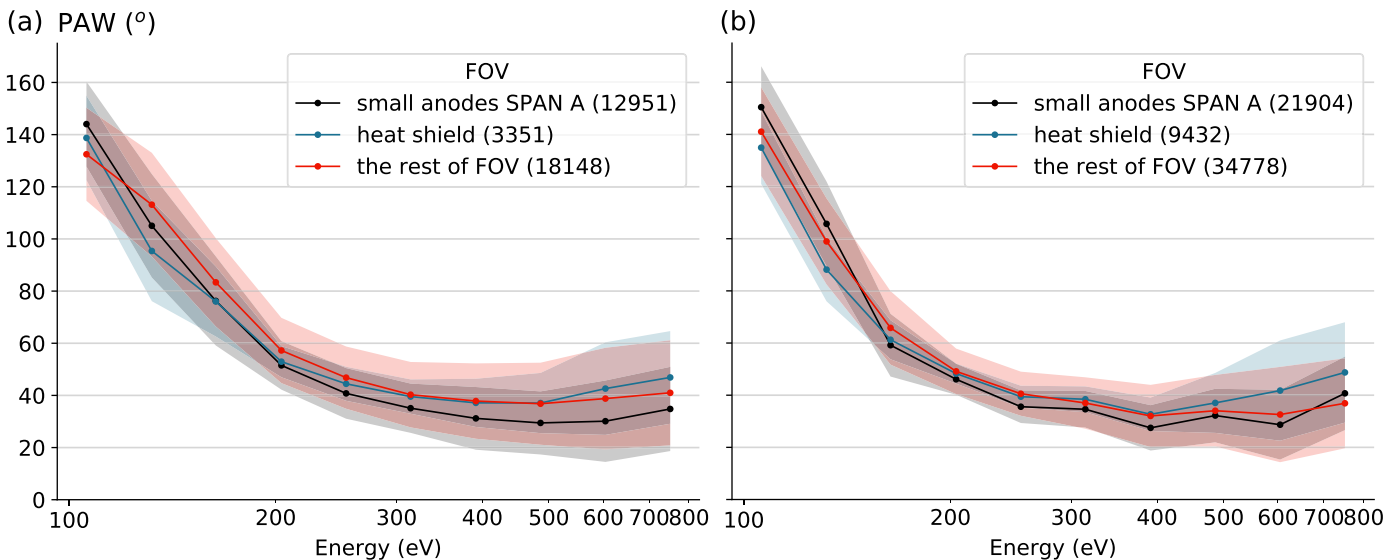 (a) PAW (°)
(b)
FOV
small anodes SPAN A (12951)
heat shield (3351)
the rest of FOV (18148)
FOV
small anodes SPAN A (21904)
heat shield (9432)
the rest of FOV (34778)
160
140
120
100
80
60
40
20
0
100 200 300 400 500 600 700 800
100 200 300 400 500 600 700 800
Energy (eV)
Energy (eV)